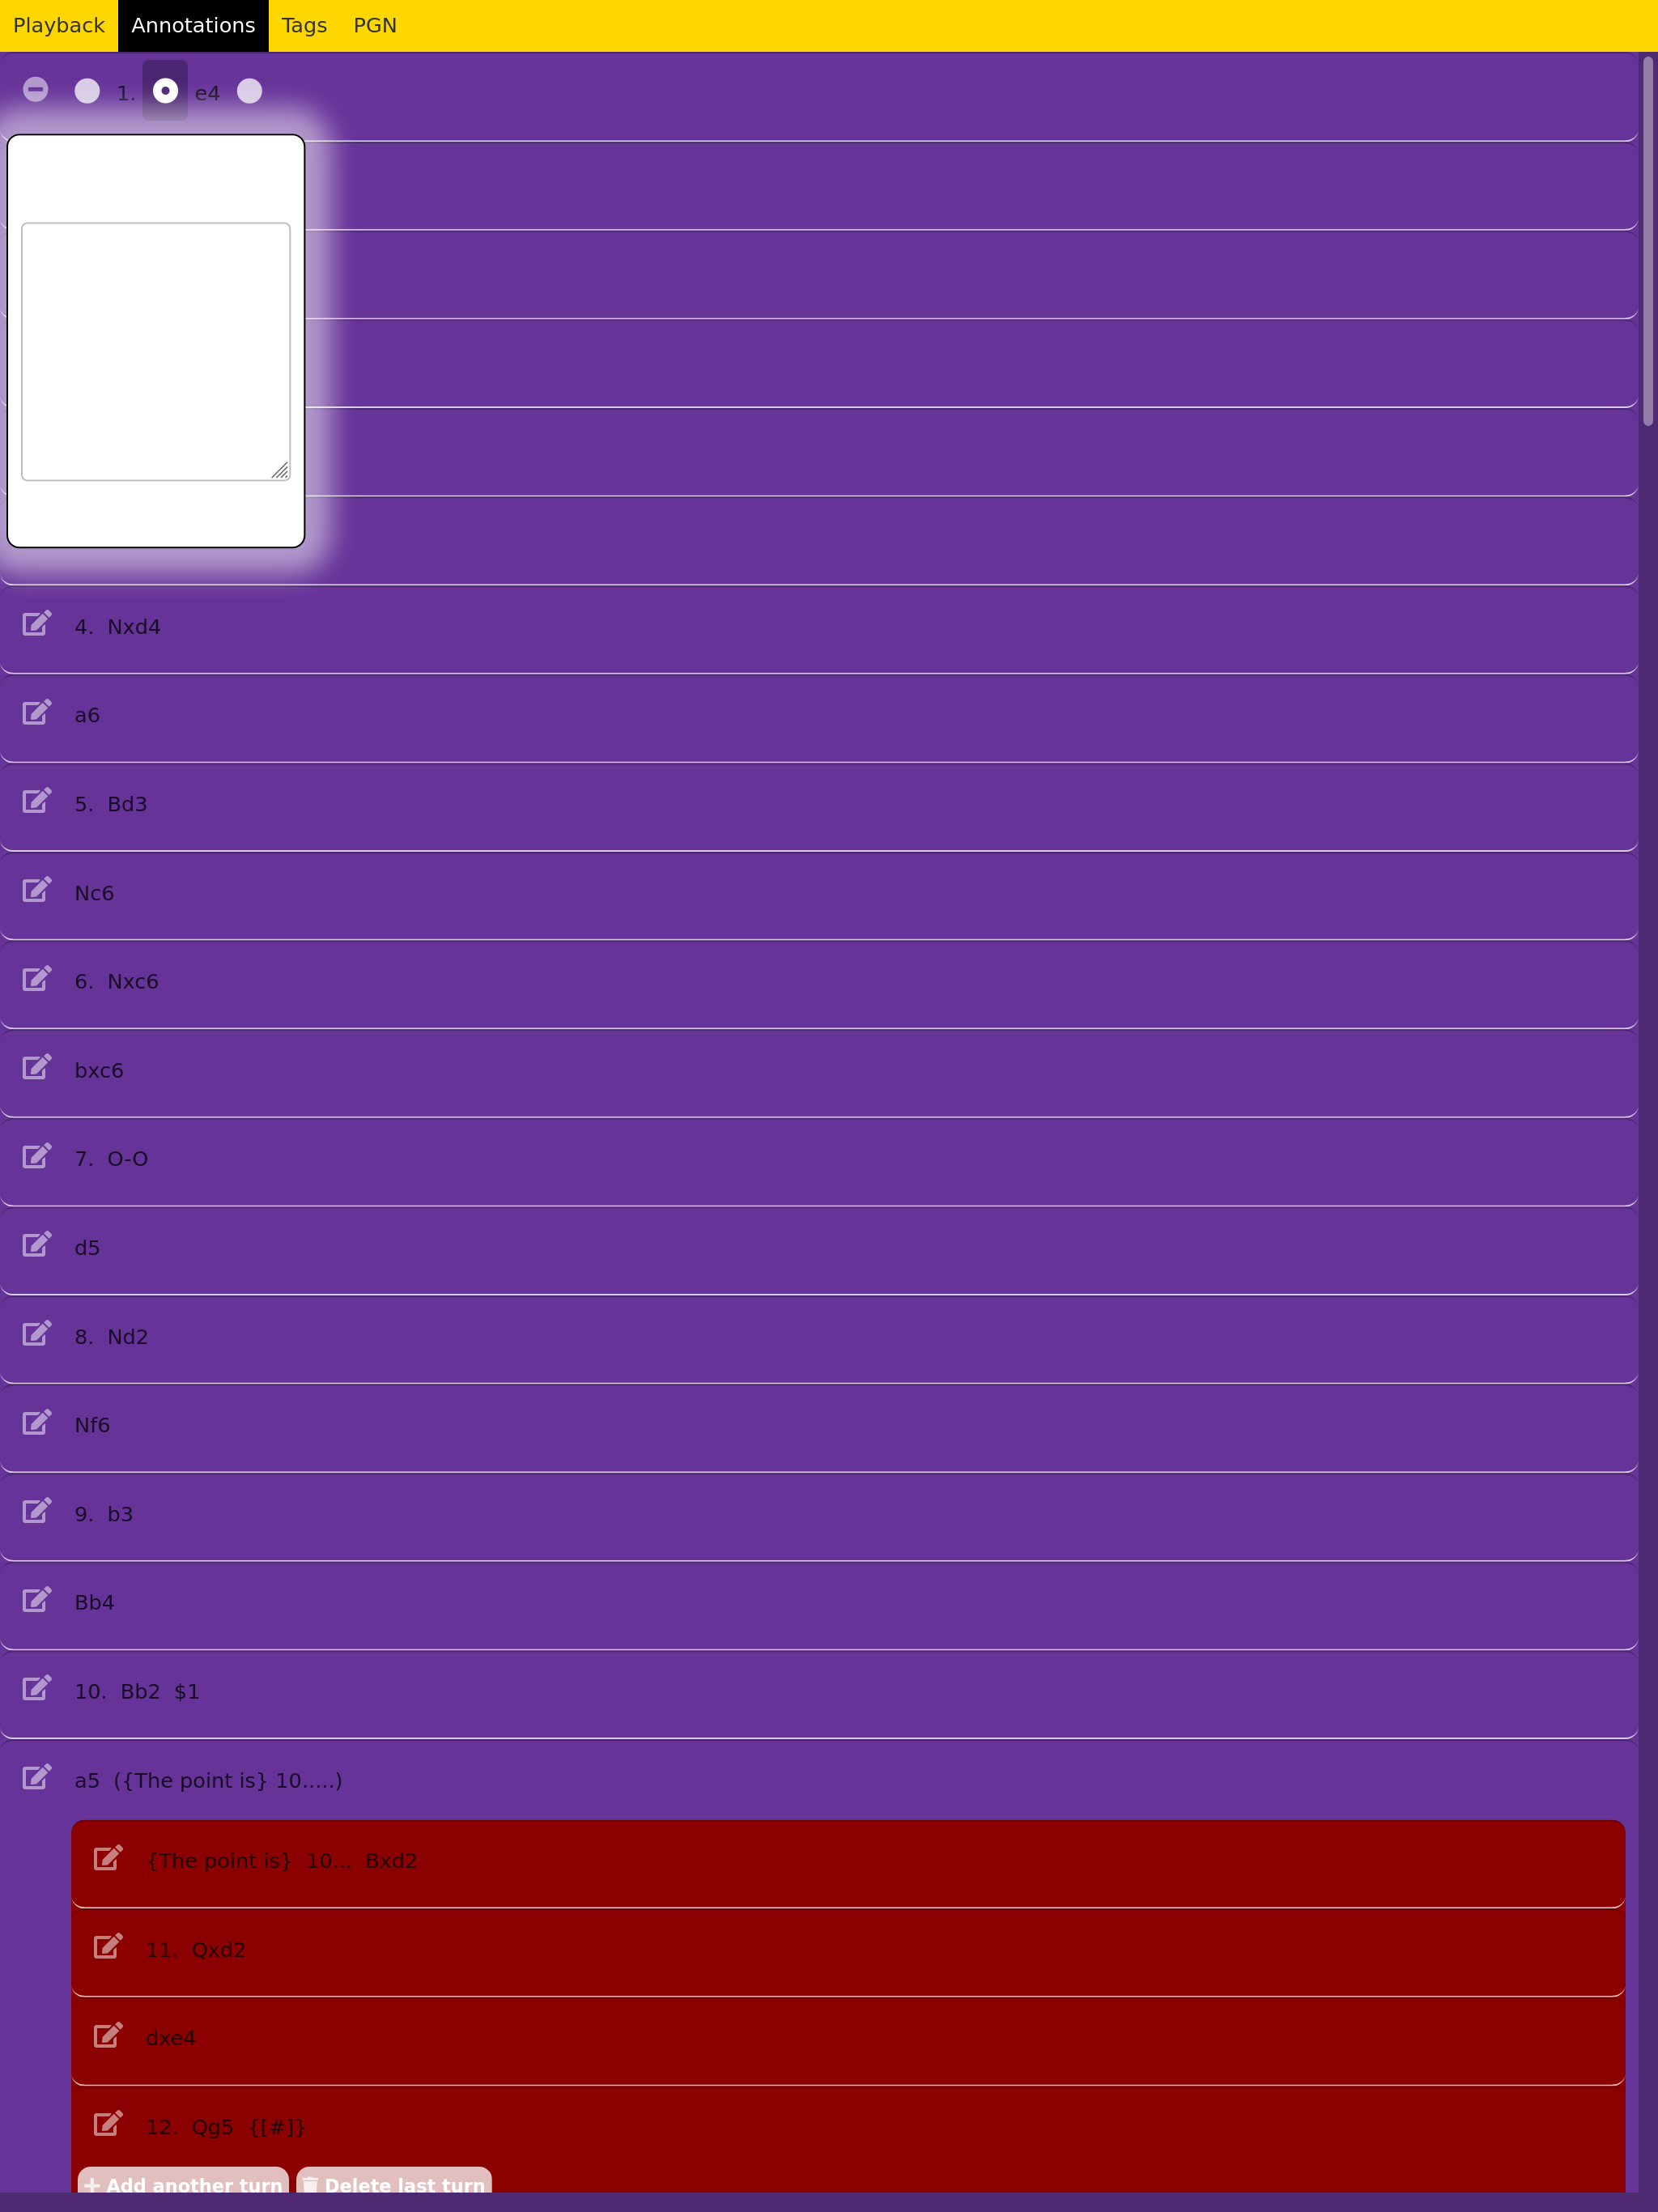 Playback Annotations Tags PGN
1. e4
4. Nxd4
a6
5. Bd3
Nc6
6. Nxc6
bxc6
7. O-O
d5
8. Nd2
Nf6
9. b3
Bb4
10. Bb2 $1
a5 ({The point is} 10.....)
{The point is} 10... Bxd2
11. Qxd2
dxe4
12. Qg5 {[#]}
Add another turn Delete last turn